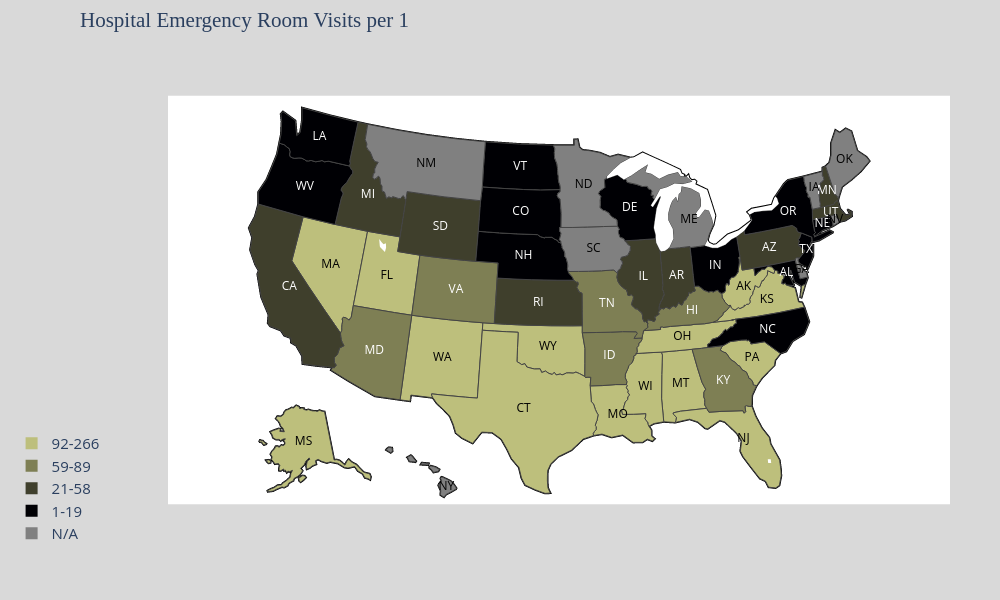 Hospital Emergency Room Visits per 1
LA
WV
MI
NM
VT
ND
DE
ME
OK
IA
MN
UT
OR
NE
SD
CO
SC
AZ
TX
CA
MA
FL
VA
NH
RI
IL
AR
IN
AL
AK
KS
HI
TN
NC
OH
MD
WA
WY
ID
PA
WI
MT
KY
CT
MO
NJ
MS
NY
92-266
59-89
21-58
1-19
N/A